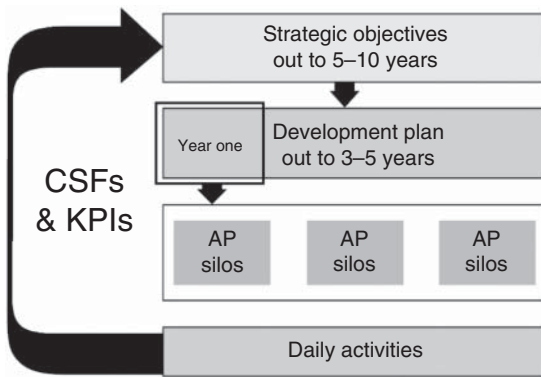 Strategic objectives
out to 5–10 years
Year one
Development plan
out to 3–5 years
CSFs
& KPIs
AP
silos
AP
silos
AP
silos
Daily activities